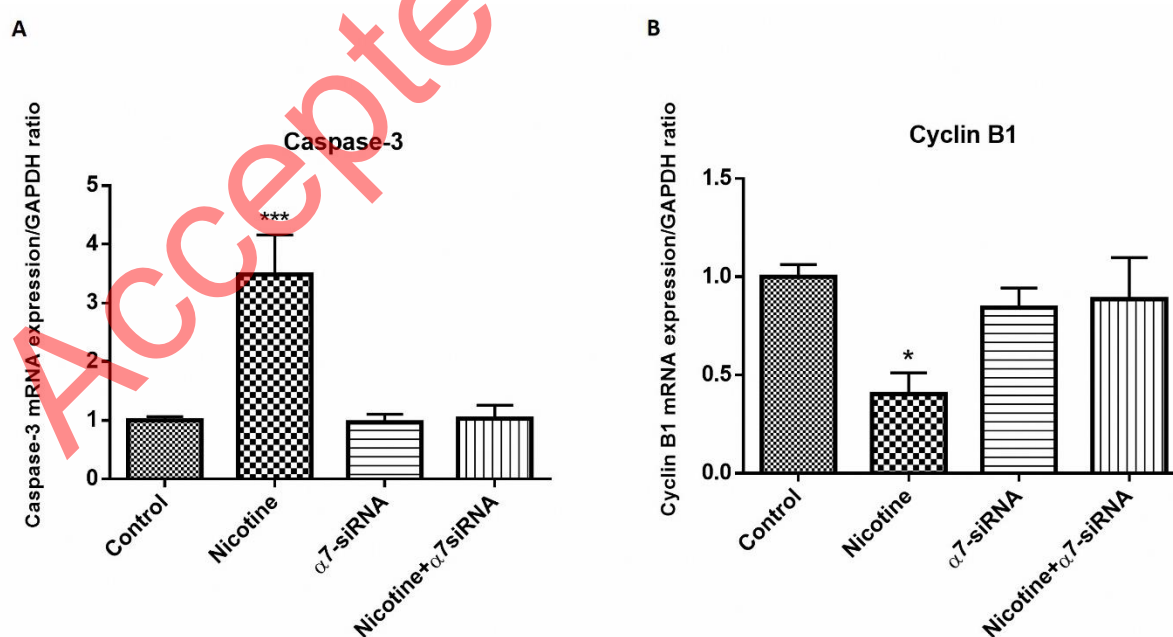 A
Accepte
Caspase-3
Caspase-3 mRNA expression/GAPDH ratio
5
4
3
2
1
0
***
Control
Nicotine
α7-siRNA
Nicotine+α7siRNA
B
Cyclin B1
Cyclin B1 mRNA expression/GAPDH ratio
1.5
1.0
0.5
0.0
*
Control
Nicotine
α7-siRNA
Nicotine+α7-siRNA